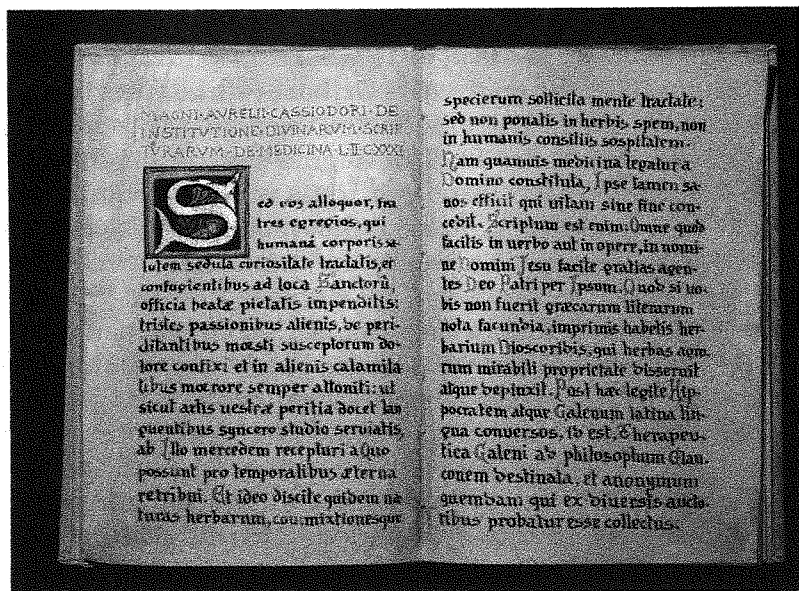 MAGNI·AVRELII·CASSIODORI·DE
INSTITUTIONE·DIVINARVM·SCRIP
TVRARVM·DE·MEDICINA·L·II·C·XXXI
Sed vos alloquor, fra
tres egregios, qui
humanā corporis sa-
lutem sedula curiositate tractatis, et
confugientibus ad loca Sanctorū,
officia beatæ pietatis impenditis:
tristes passionibus alienis, de peri-
ditantibus mœsti susceptorum do-
lore confixi et in alienis calamita
tibus mœrore semper attoniti: ut
sicut artis uestræ peritia docet lan
guentibus syncero studio seruiatis,
ab Illo mercedem recepturi a Quo
possunt pro temporalibus æterna
retribui. Et ideo discite quidem na
turas herbarum, commixtionesque
specierum sollicita mente tractate:
sed non ponatis in herbis spem, non
in humanis consiliis sospitatem.
Nam quamuis medicina legatur a
Domino constituta, Ipse tamen sa-
nos efficit qui uitam sine fine con-
cedit. Scriptum est enim: Omne quod
facitis in uerbo aut in opere, in nomi-
ne Domini Jesu facite gratias agen-
tes Deo Patri per Ipsum. Quod si uo-
bis non fuerit græcarum literarum
nota facundia, imprimis habetis her-
barium Dioscoridis, qui herbas agro-
rum mirabili proprietate disseruit
atque depinxit. Post hæc legite Hip-
pocratem atque Galenum latina lin-
gua conuersos, id est, Therapeu-
tica Galeni ad philosophum Glau-
conem destinata, et anonymum
quemdam qui ex diuersis aucto-
ribus probatur esse collectus.